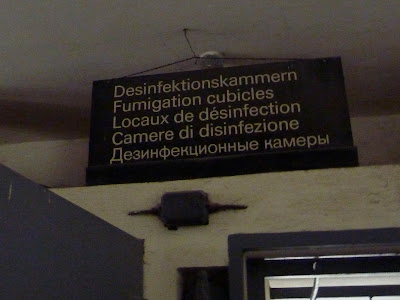 Desinfektionskammern
Fumigation cubicles
Locaux de désinfection
Camere di disinfezione
Дезинфекционные камеры